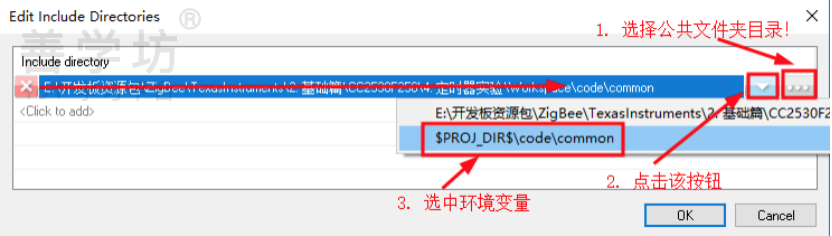 Edit Include Directories
善学坊®
1. 选择公共文件夹目录!
Include directory
E:\开发板资源包\ZigBee\TexasInstruments\2. 基础篇\CC2530F256\4. 定时器实验\Workspace\code\common
<Click to add>
E:\开发板资源包\ZigBee\TexasInstruments\2. 基础篇\CC2530F2
$PROJ_DIR$\code\common
2. 点击该按钮
3. 选中环境变量
OK
Cancel